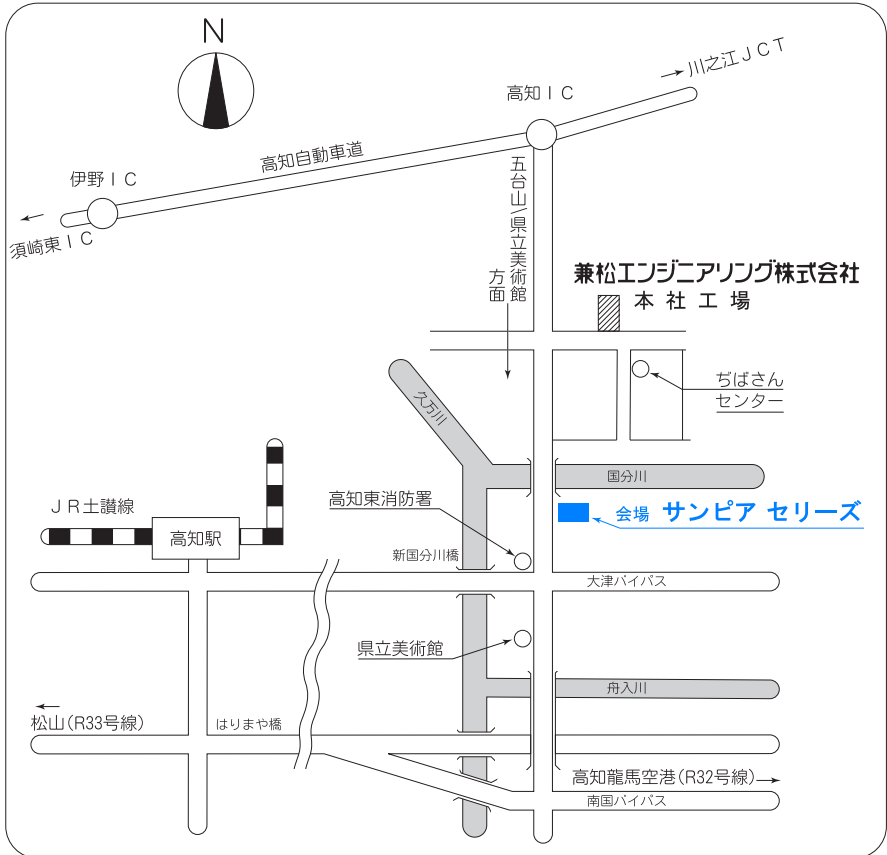 N
→川之江ＪＣＴ
高知ＩＣ
高知自動車道
伊野ＩＣ
←
須崎東ＩＣ
五台山/県立美術館
方面
兼松エンジニアリング株式会社
本社工場
ぢばさん
センター
久万川
国分川
ＪＲ土讃線
高知駅
高知東消防署
会場 サンピア セリーズ
新国分川橋
大津バイパス
県立美術館
舟入川
←
松山(R33号線)
はりまや橋
高知龍馬空港(R32号線)→
南国バイパス